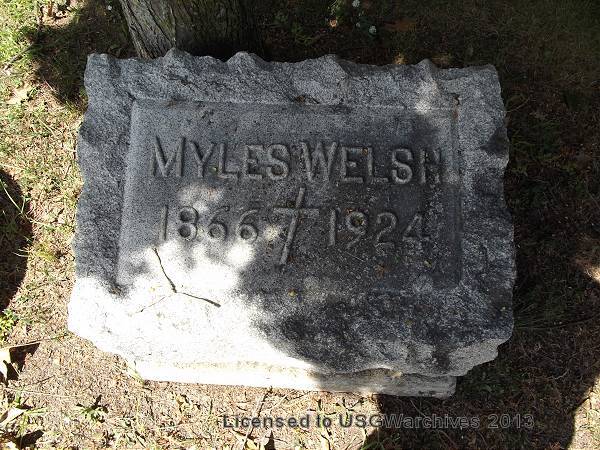 MYLES WELSH
1866 1924
Licensed to USGWarchives 2013